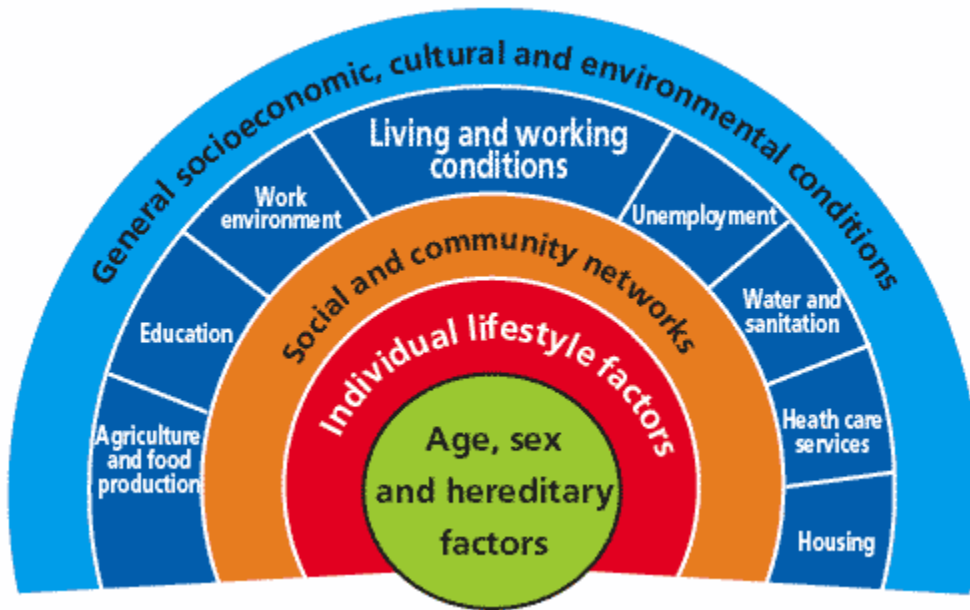 General socioeconomic, cultural and environmental conditions
Living and working
conditions
Work
environment
Unemployment
Education
Water and
sanitation
Agriculture
and food
production
Heath care
services
Housing
Social and community networks
Individual lifestyle factors
Age, sex
and hereditary
factors